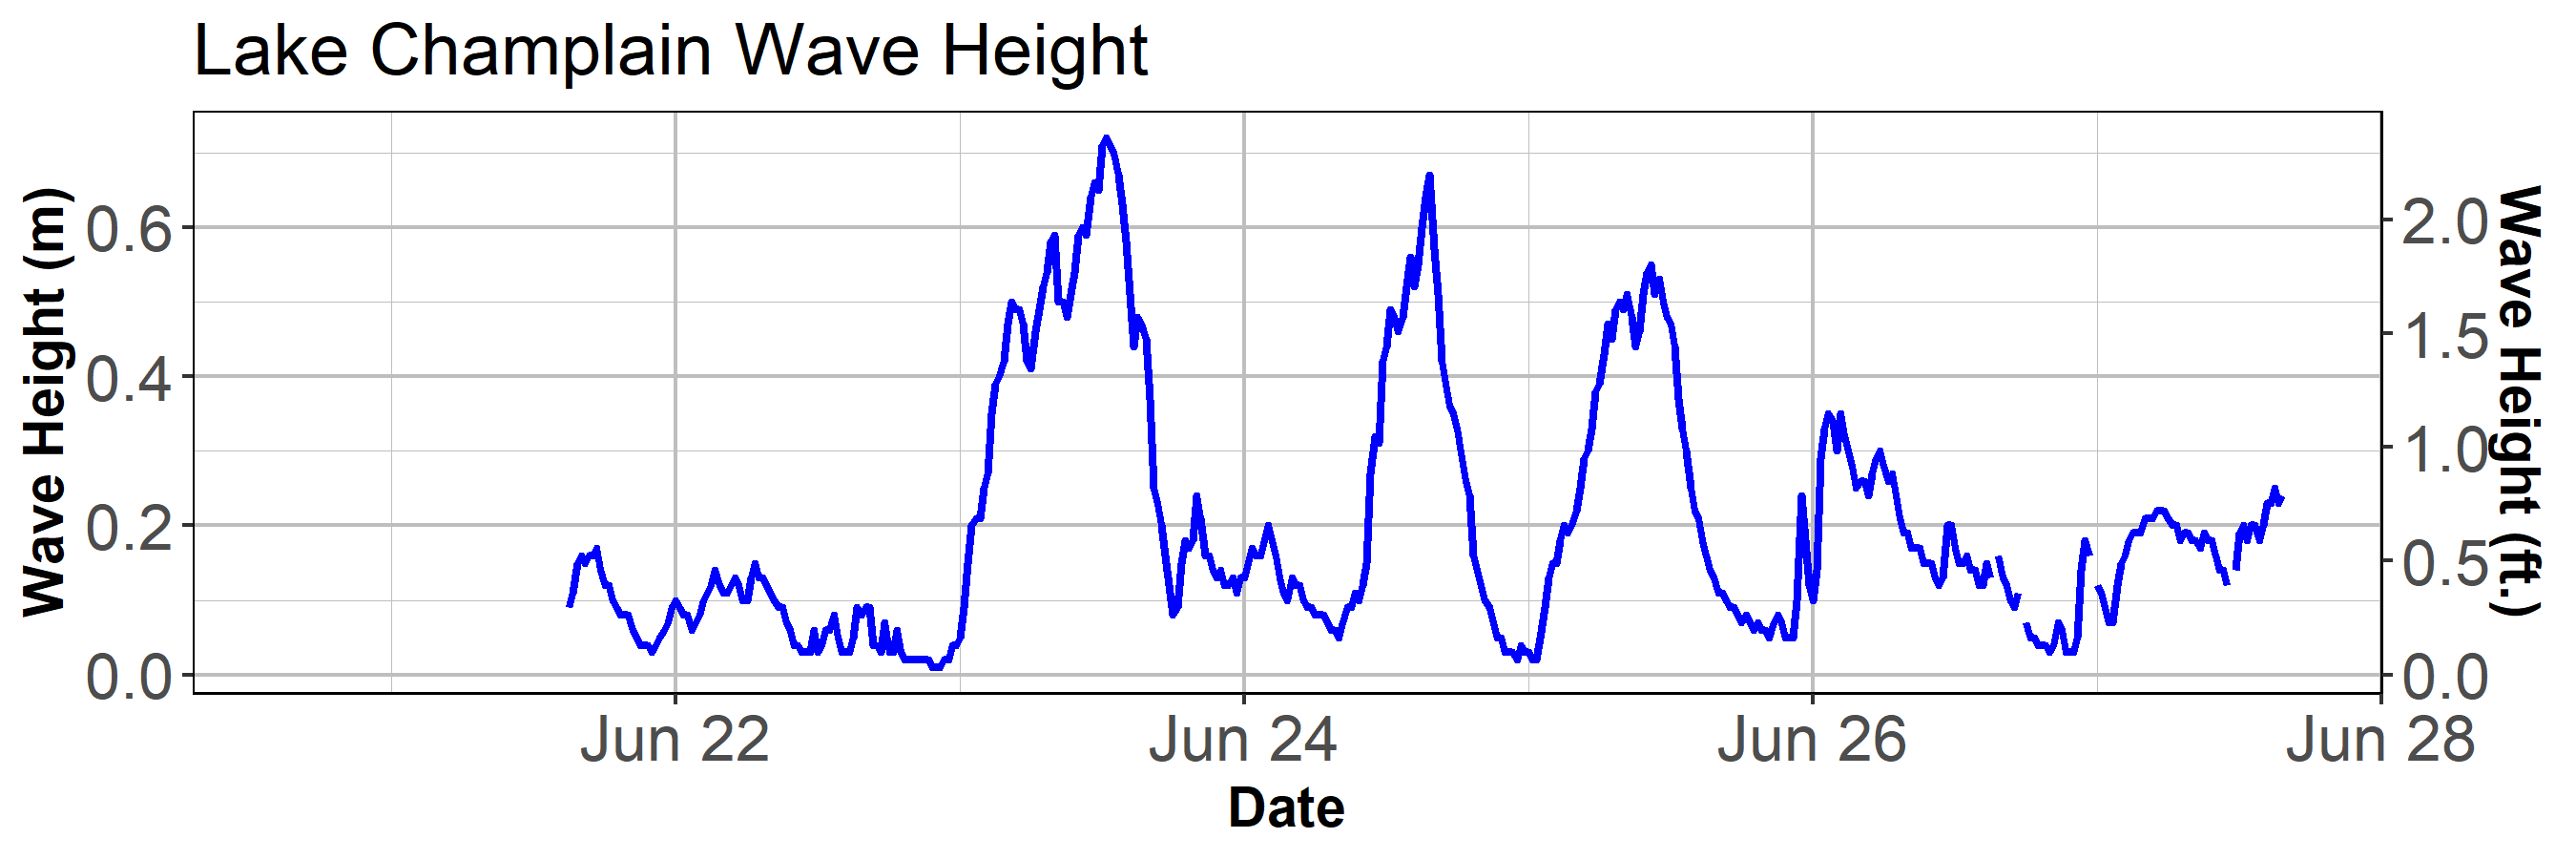 Lake Champlain Wave Height
Wave Height (m)
0.6
0.4
0.2
0.0
2.0
1.5
1.0
0.5
0.0
Wave Height (ft.)
Jun 22
Jun 24
Jun 26
Jun 28
Date